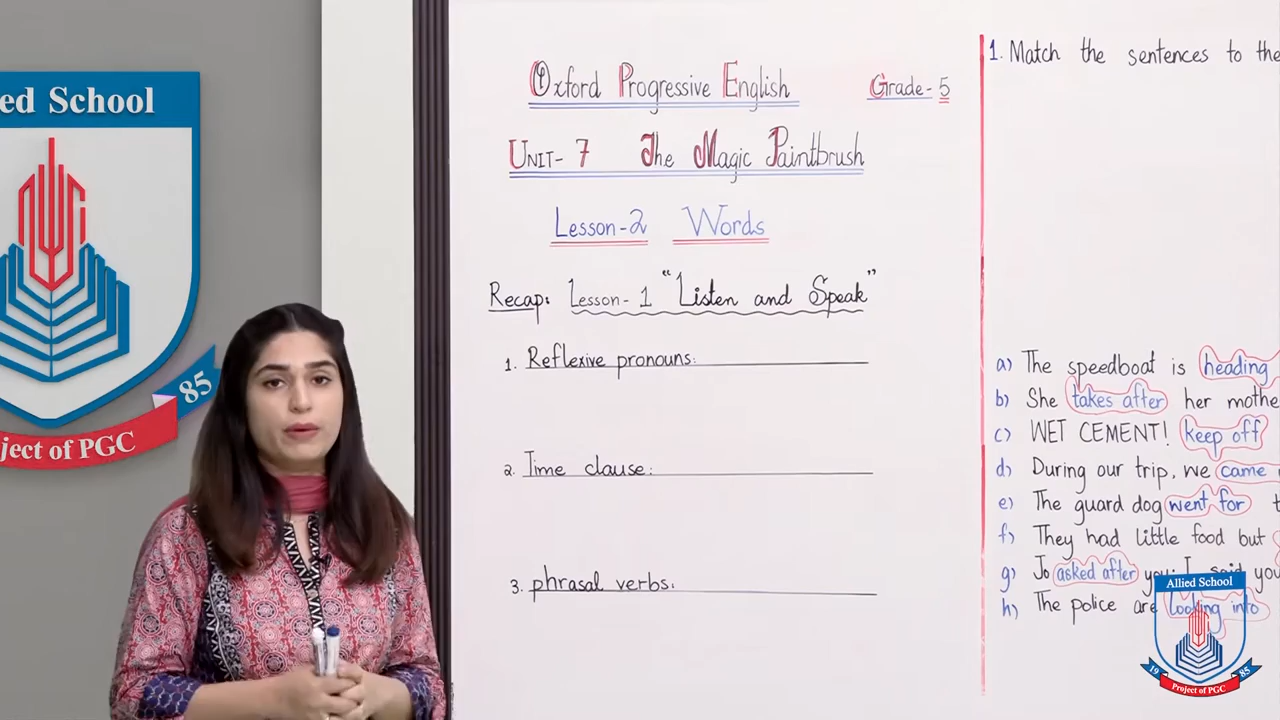 ed School
85
ject of PGC
Oxford Progressive English Grade- 5
Unit- 7 The Magic Paintbrush
Lesson-2 Words
Recap: Lesson- 1 "Listen and Speak"
1. Reflexive pronouns:
2. Time clause:
3. phrasal verbs:
1. Match the sentences to the
a) The speedboat is heading
b) She takes after her mothe
c) WET CEMENT! keep off
d) During our trip, we came
e) The guard dog went for t
f) They had little food but
g) Jo asked after you. I said you
h) The police are looking into
Allied School
19 85
Project of PGC